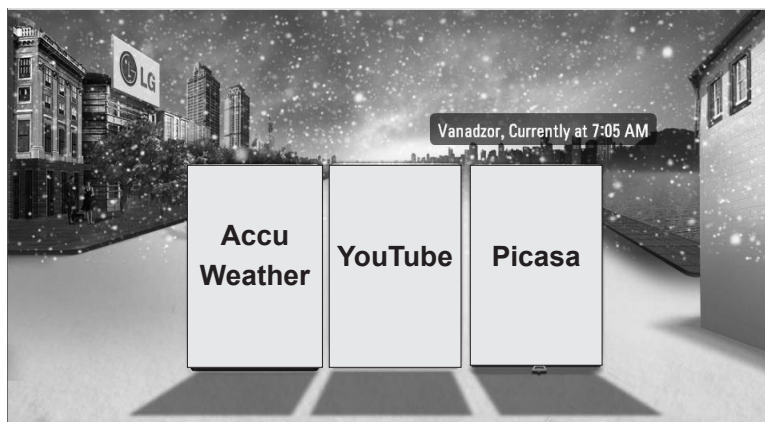 LG
Vanadzor, Currently at 7:05 AM
Accu
Weather
YouTube
Picasa